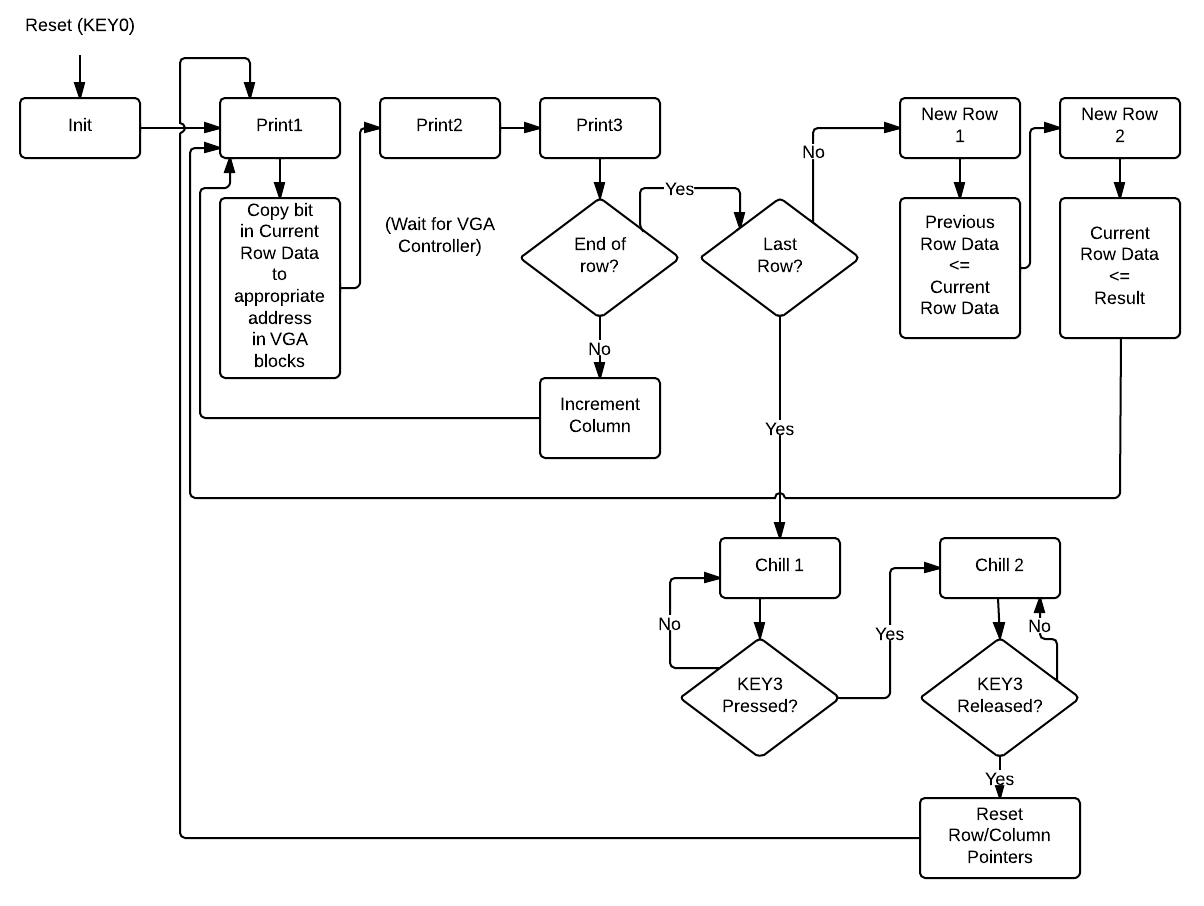 Reset (KEY0)
Init
Print1
Print2
Print3
New Row
1
New Row
2
Copy bit
in Current
Row Data
to
appropriate
address
in VGA
blocks
(Wait for VGA
Controller)
End of
row?
Yes
Last
Row?
No
Previous
Row Data
<=
Current
Row Data
Current
Row Data
<=
Result
No
Increment
Column
Yes
Chill 1
No
KEY3
Pressed?
Yes
Chill 2
No
KEY3
Released?
Yes
Reset
Row/Column
Pointers